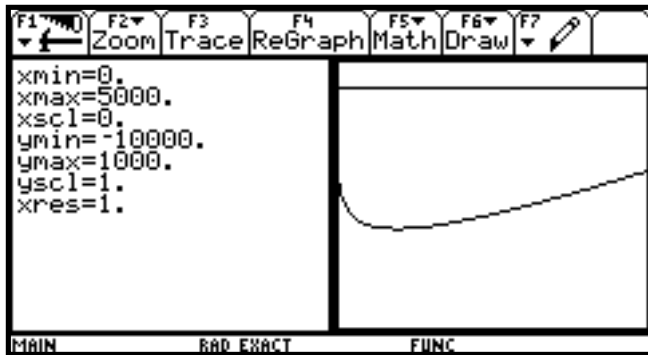 F1 F2 F3 F4 F5 F6 F7
Zoom Trace ReGraph Math Draw
xmin=0.
xmax=5000.
xscl=0.
ymin=-10000.
ymax=1000.
yscl=1.
xres=1.
MAIN RAD EXACT FUNC